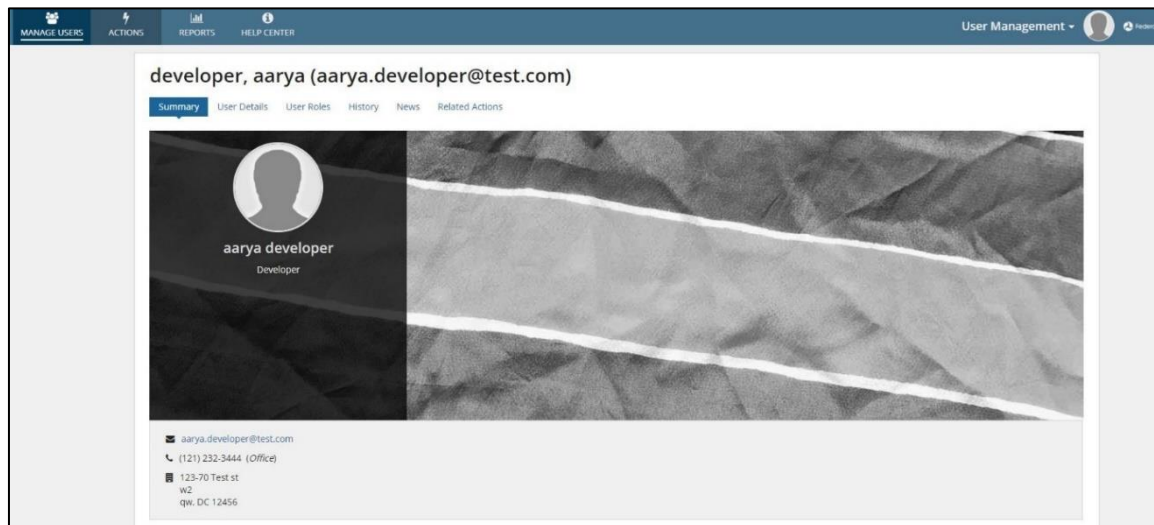 MANAGE USERS
ACTIONS
REPORTS
HELP CENTER
User Management
developer, aarya (aarya.developer@test.com)
Summary
User Details
User Roles
History
News
Related Actions
aarya developer
Developer
aarya.developer@test.com
(121) 232-3444 (Office)
123-70 Test st
w2
qw. DC 12456